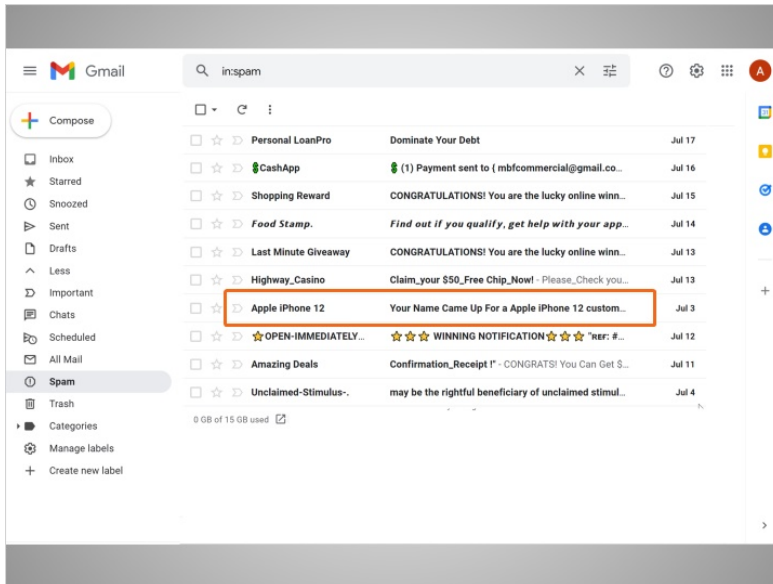 Gmail
in:spam
A
Compose
Inbox
Starred
Snoozed
Sent
Drafts
Less
Important
Chats
Scheduled
All Mail
Spam
Trash
Categories
Manage labels
Create new label
Personal LoanPro Dominate Your Debt Jul 17
CashApp (1) Payment sent to { mbfcommercial@gmail.co... Jul 16
Shopping Reward CONGRATULATIONS! You are the lucky online winn... Jul 15
Food Stamp. Find out if you qualify, get help with your app... Jul 14
Last Minute Giveaway CONGRATULATIONS! You are the lucky online winn... Jul 13
Highway_Casino Claim_your $50_Free Chip_Now! - Please_Check you... Jul 13
Apple iPhone 12 Your Name Came Up For a Apple iPhone 12 custom... Jul 3
⭐OPEN-IMMEDIATELY... ⭐⭐⭐ WINNING NOTIFICATION⭐⭐⭐ "REF: #... Jul 12
Amazing Deals Confirmation_Receipt !" - CONGRATS! You Can Get $... Jul 11
Unclaimed-Stimulus-. may be the rightful beneficiary of unclaimed stimul... Jul 4
0 GB of 15 GB used